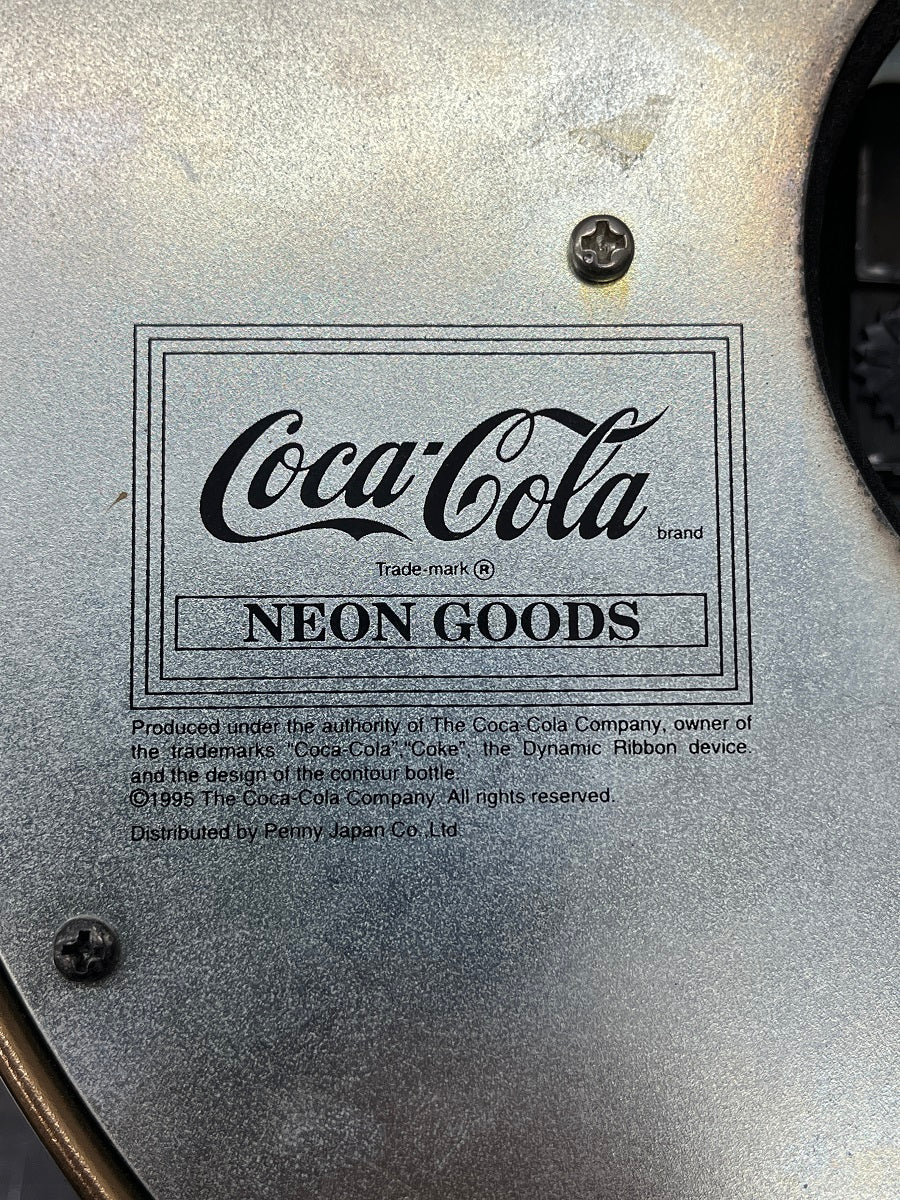 Coca-Cola
brand
Trade-mark ®
NEON GOODS
Produced under the authority of The Coca-Cola Company, owner of
the trademarks "Coca-Cola","Coke", the Dynamic Ribbon device.
and the design of the contour bottle.
©1995 The Coca-Cola Company. All rights reserved.
Distributed by Penny Japan Co., Ltd.